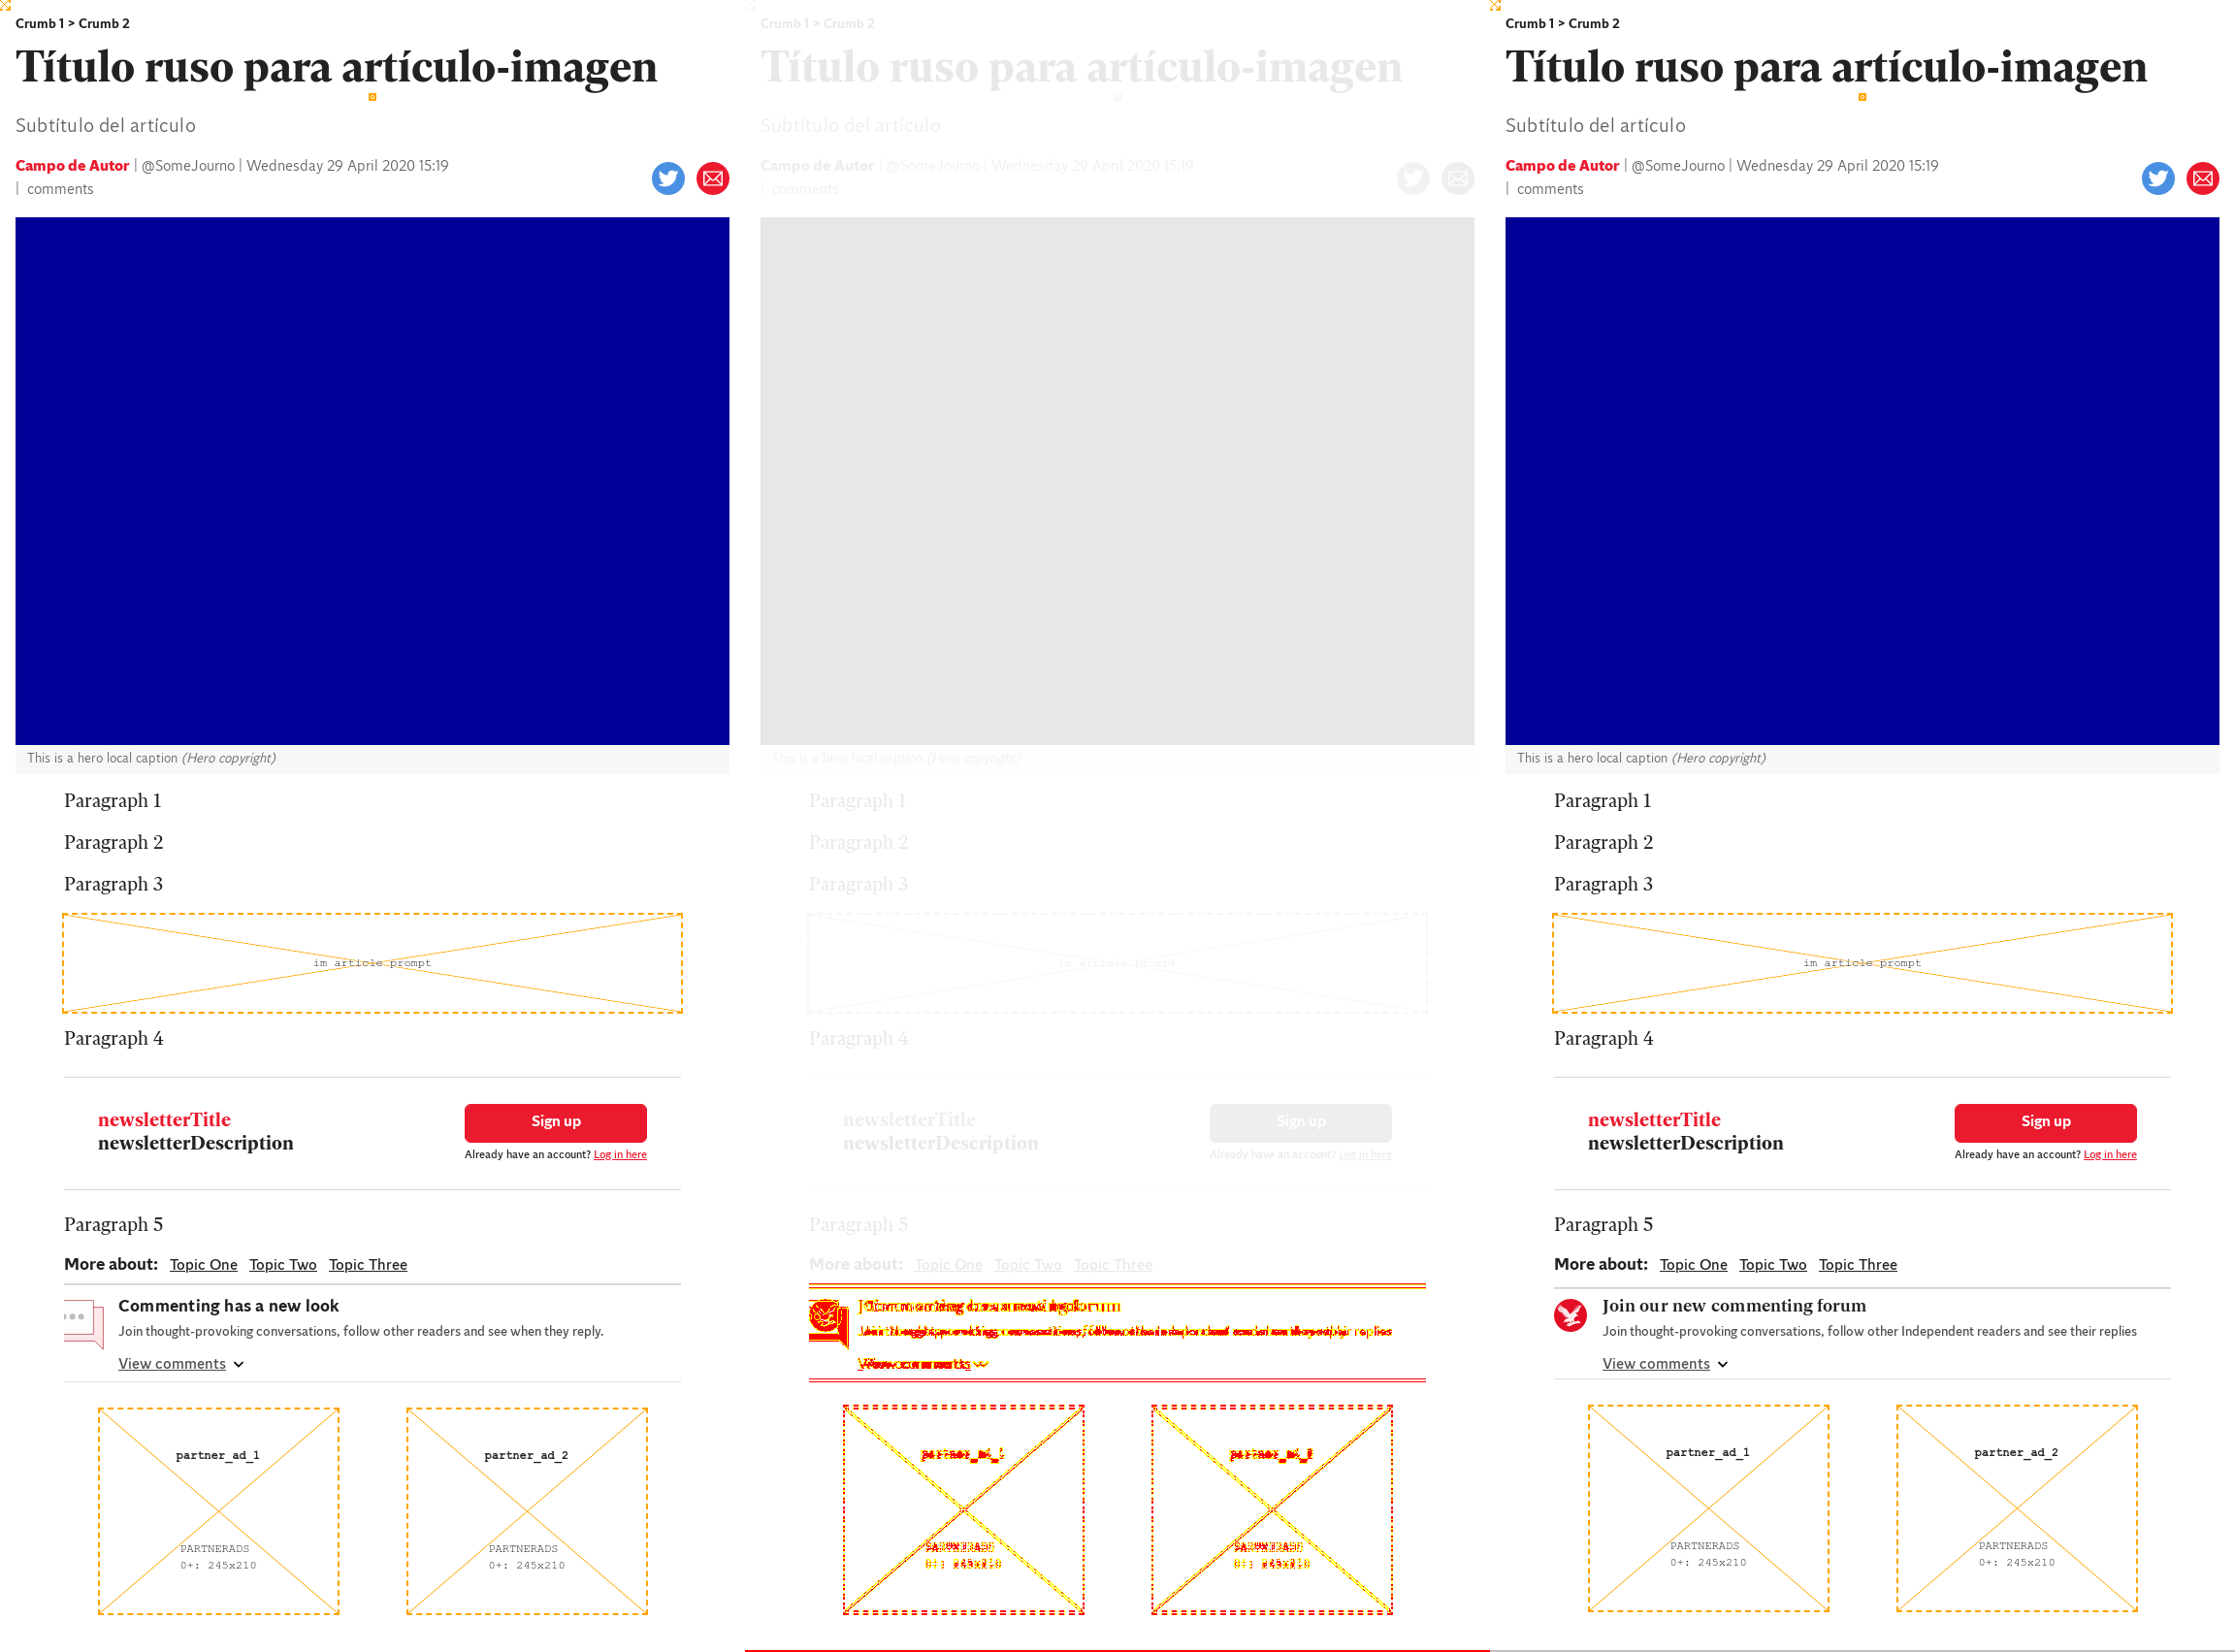 Crumb 1 > Crumb 2
Título ruso para artículo-imagen
Subtítulo del artículo
Campo de Autor | @SomeJourno | Wednesday 29 April 2020 15:19
| comments
This is a hero local caption (Hero copyright)
Paragraph 1
Paragraph 2
Paragraph 3
im article prompt
Paragraph 4
newsletterTitle
newsletterDescription
Sign up
Already have an account? Log in here
Paragraph 5
More about: Topic One Topic Two Topic Three
Commenting has a new look
Join thought-provoking conversations, follow other readers and see when they reply.
View comments
partner_ad_1
PARTNERADS
0+: 245x210
partner_ad_2
PARTNERADS
0+: 245x210
Crumb 1 > Crumb 2
Título ruso para artículo-imagen
Subtítulo del artículo
Campo de Autor | @SomeJourno | Wednesday 29 April 2020 15:19
| comments
This is a hero local caption (Hero copyright)
Paragraph 1
Paragraph 2
Paragraph 3
im article prompt
Paragraph 4
newsletterTitle
newsletterDescription
Sign up
Already have an account? Log in here
Paragraph 5
More about: Topic One Topic Two Topic Three
Crumb 1 > Crumb 2
Título ruso para artículo-imagen
Subtítulo del artículo
Campo de Autor | @SomeJourno | Wednesday 29 April 2020 15:19
| comments
This is a hero local caption (Hero copyright)
Paragraph 1
Paragraph 2
Paragraph 3
im article prompt
Paragraph 4
newsletterTitle
newsletterDescription
Sign up
Already have an account? Log in here
Paragraph 5
More about: Topic One Topic Two Topic Three
Join our new commenting forum
Join thought-provoking conversations, follow other Independent readers and see their replies
View comments
partner_ad_1
PARTNERADS
0+: 245x210
partner_ad_2
PARTNERADS
0+: 245x210